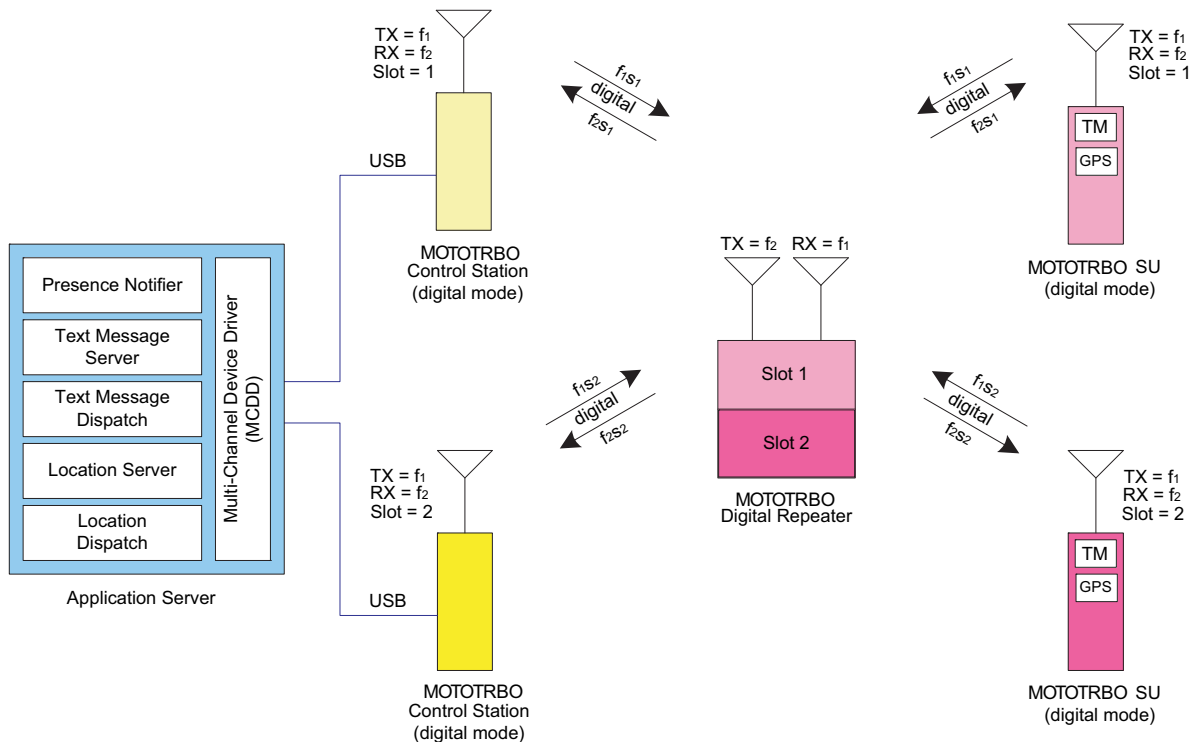 TX = f1
RX = f2
Slot = 1
f1s1
digital
f2s1
USB
MOTOTRBO
Control Station
(digital mode)
f1s1
digital
f2s1
TX = f1
RX = f2
Slot = 1
TM
GPS
MOTOTRBO SU
(digital mode)
Presence Notifier
Text Message
Server
Text Message
Dispatch
Location Server
Location
Dispatch
Multi-Channel Device Driver
(MCDD)
Application Server
TX = f2
RX = f1
Slot 1
Slot 2
MOTOTRBO
Digital Repeater
f1s2
digital
f2s2
TX = f1
RX = f2
Slot = 2
USB
MOTOTRBO
Control Station
(digital mode)
f1s2
digital
f2s2
TX = f1
RX = f2
Slot = 2
TM
GPS
MOTOTRBO SU
(digital mode)